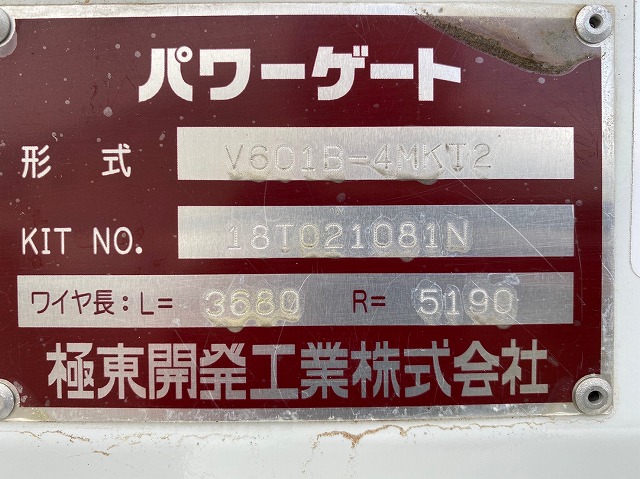 パワーゲート
形 式 V601B-4MKT2
KIT NO. 18T021081N
ワイヤ長：L= 3680 R= 5190
極東開発工業株式会社